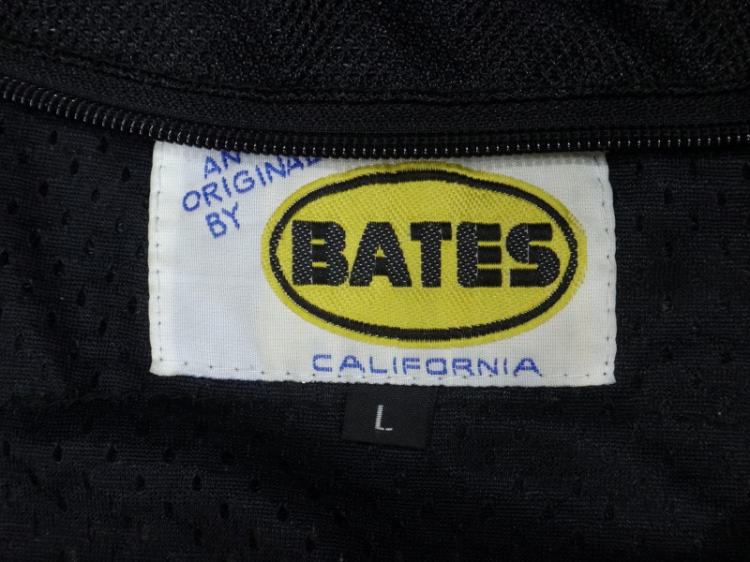 AN
ORIGINAL
BY
BATES
CALIFORNIA
L